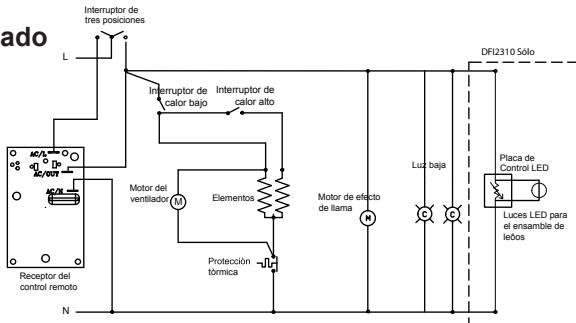 Interruptor de
tres posiciones
ado
L
DFI2310 Sólo
Interruptor de
calor bajo
Interruptor de
calor alto
AC/L
AC/OUT
AC/N
Luz baja
Placa de
Control LED
Motor del
ventilador
M
Elementos
Motor de efecto
de llama
M
C
C
Luces LED para
el ensamble de
leðos
Protección
tòrmica
Receptor del
control remoto
N